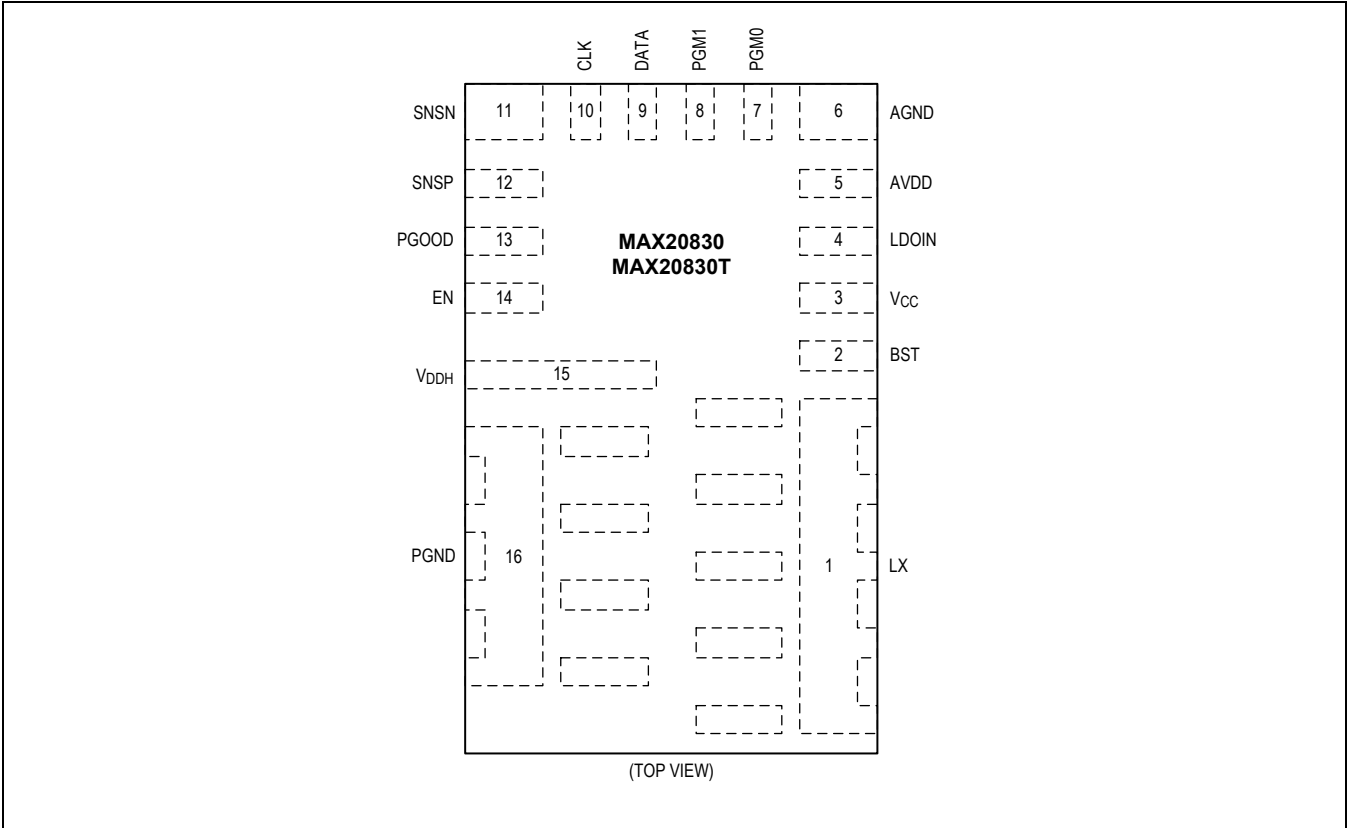 CLK DATA PGM1 PGM0
SNSN 11 10 9 8 7 6 AGND
SNSP 12 5 AVDD
PGOOD 13 MAX20830 4 LDOIN
MAX20830T
EN 14 3 VCC
2 BST
VDDH 15
PGND 16 1 LX
(TOP VIEW)